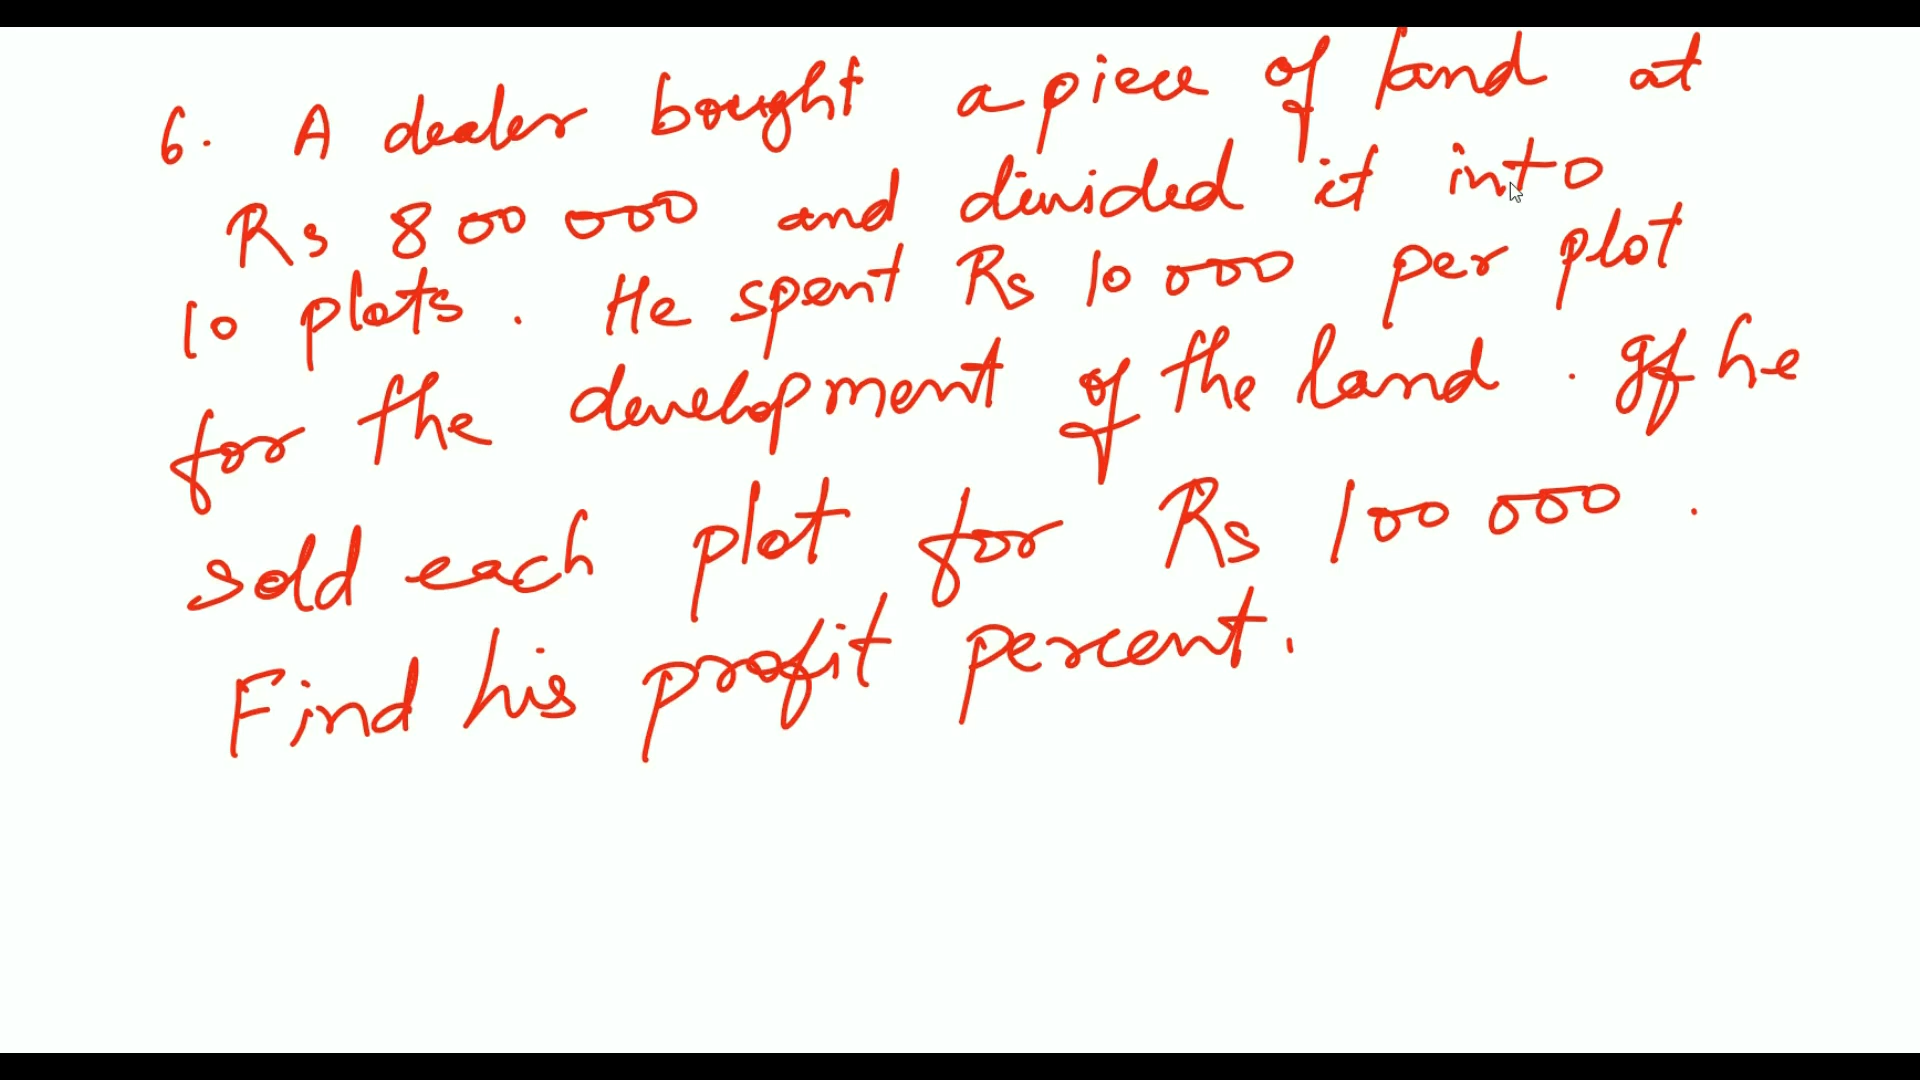 6. A dealer bought a piece of land at
Rs 800 000 and divided it into
10 plots. He spent Rs 10 000 per plot
for the development of the land. If he
sold each plot for Rs 100 000.
Find his profit percent.